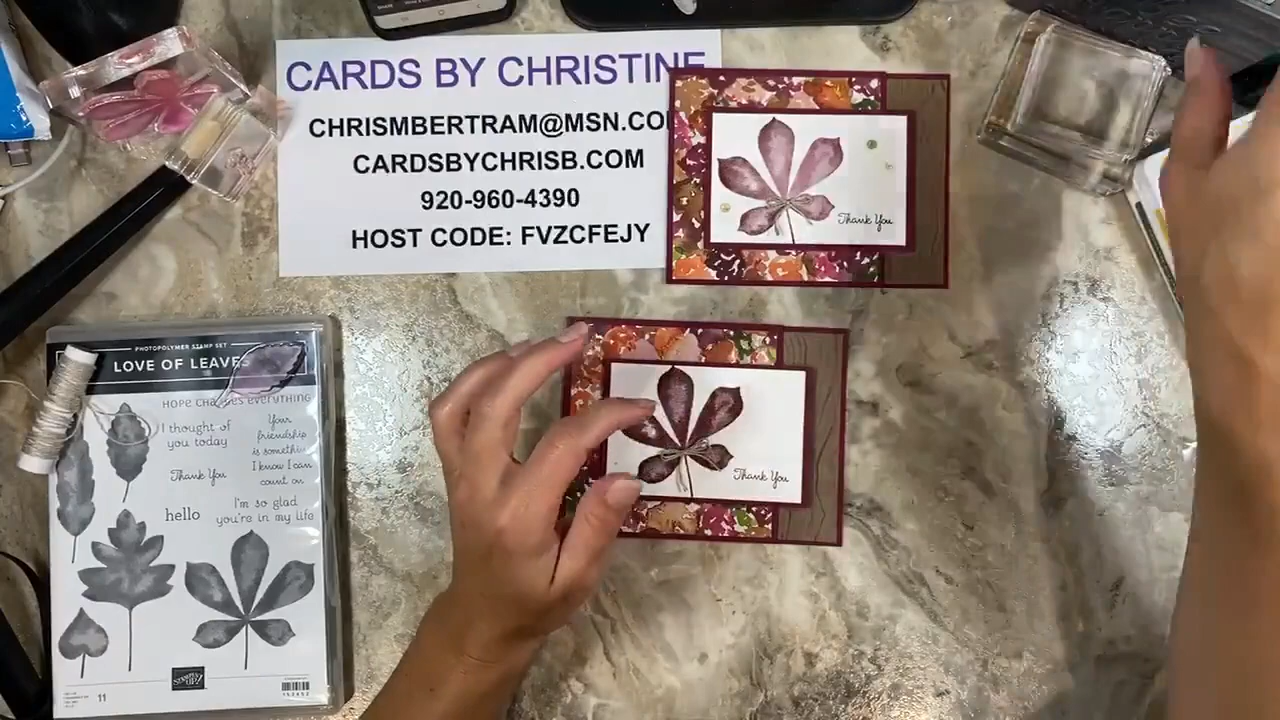 CARDS BY CHRISTINE
CHRISMBERTRAM@MSN.CO
CARDSBYCHRISB.COM
920-960-4390
HOST CODE: FVZCFEJY
Thank You
Thank You
PHOTOPOLYMER STAMP SET
LOVE OF LEAVES
HOPE CHANGES EVERYTHING
I thought of
you today
Your
friendship
is somethin
I know I can
count on
Thank You
hello
I'm so glad
you're in my life
STAMPIN' UP!
11